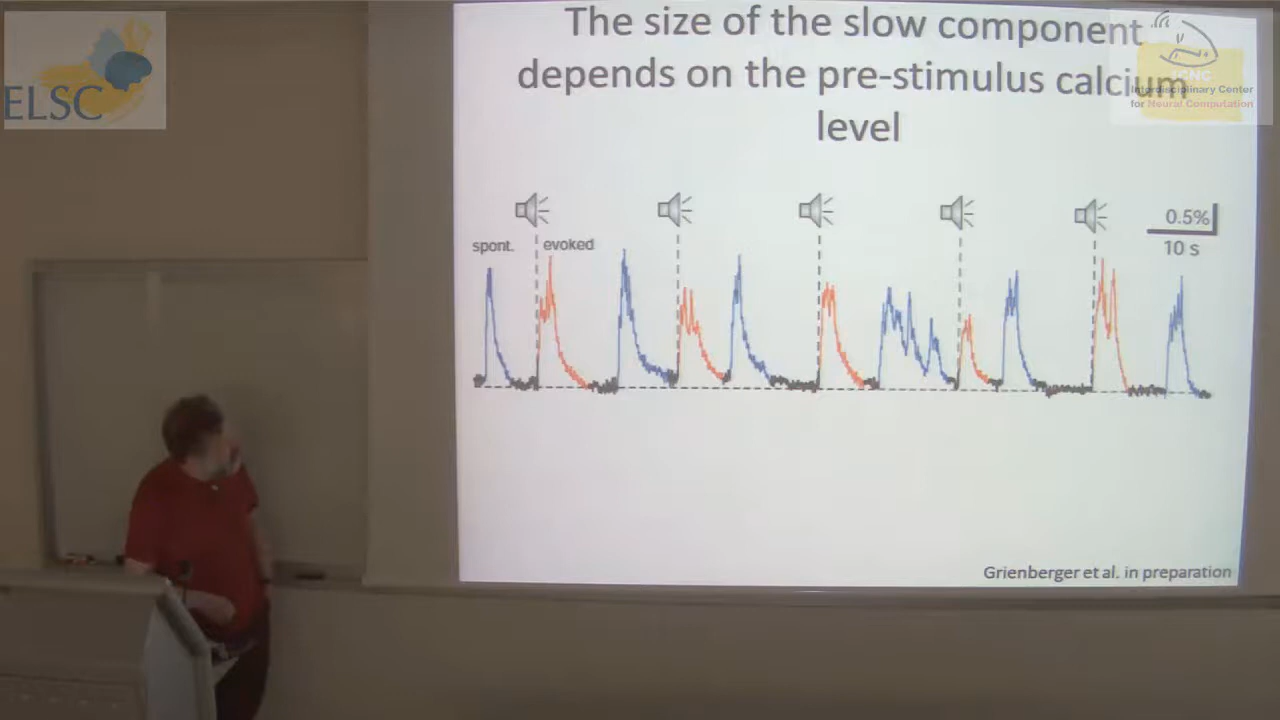 The size of the slow component
depends on the pre-stimulus calcium
level
ELSC
ICNC
Interdisciplinary Center
for Neural Computation
spont.
evoked
0.5%
10 s
Grienberger et al. in preparation